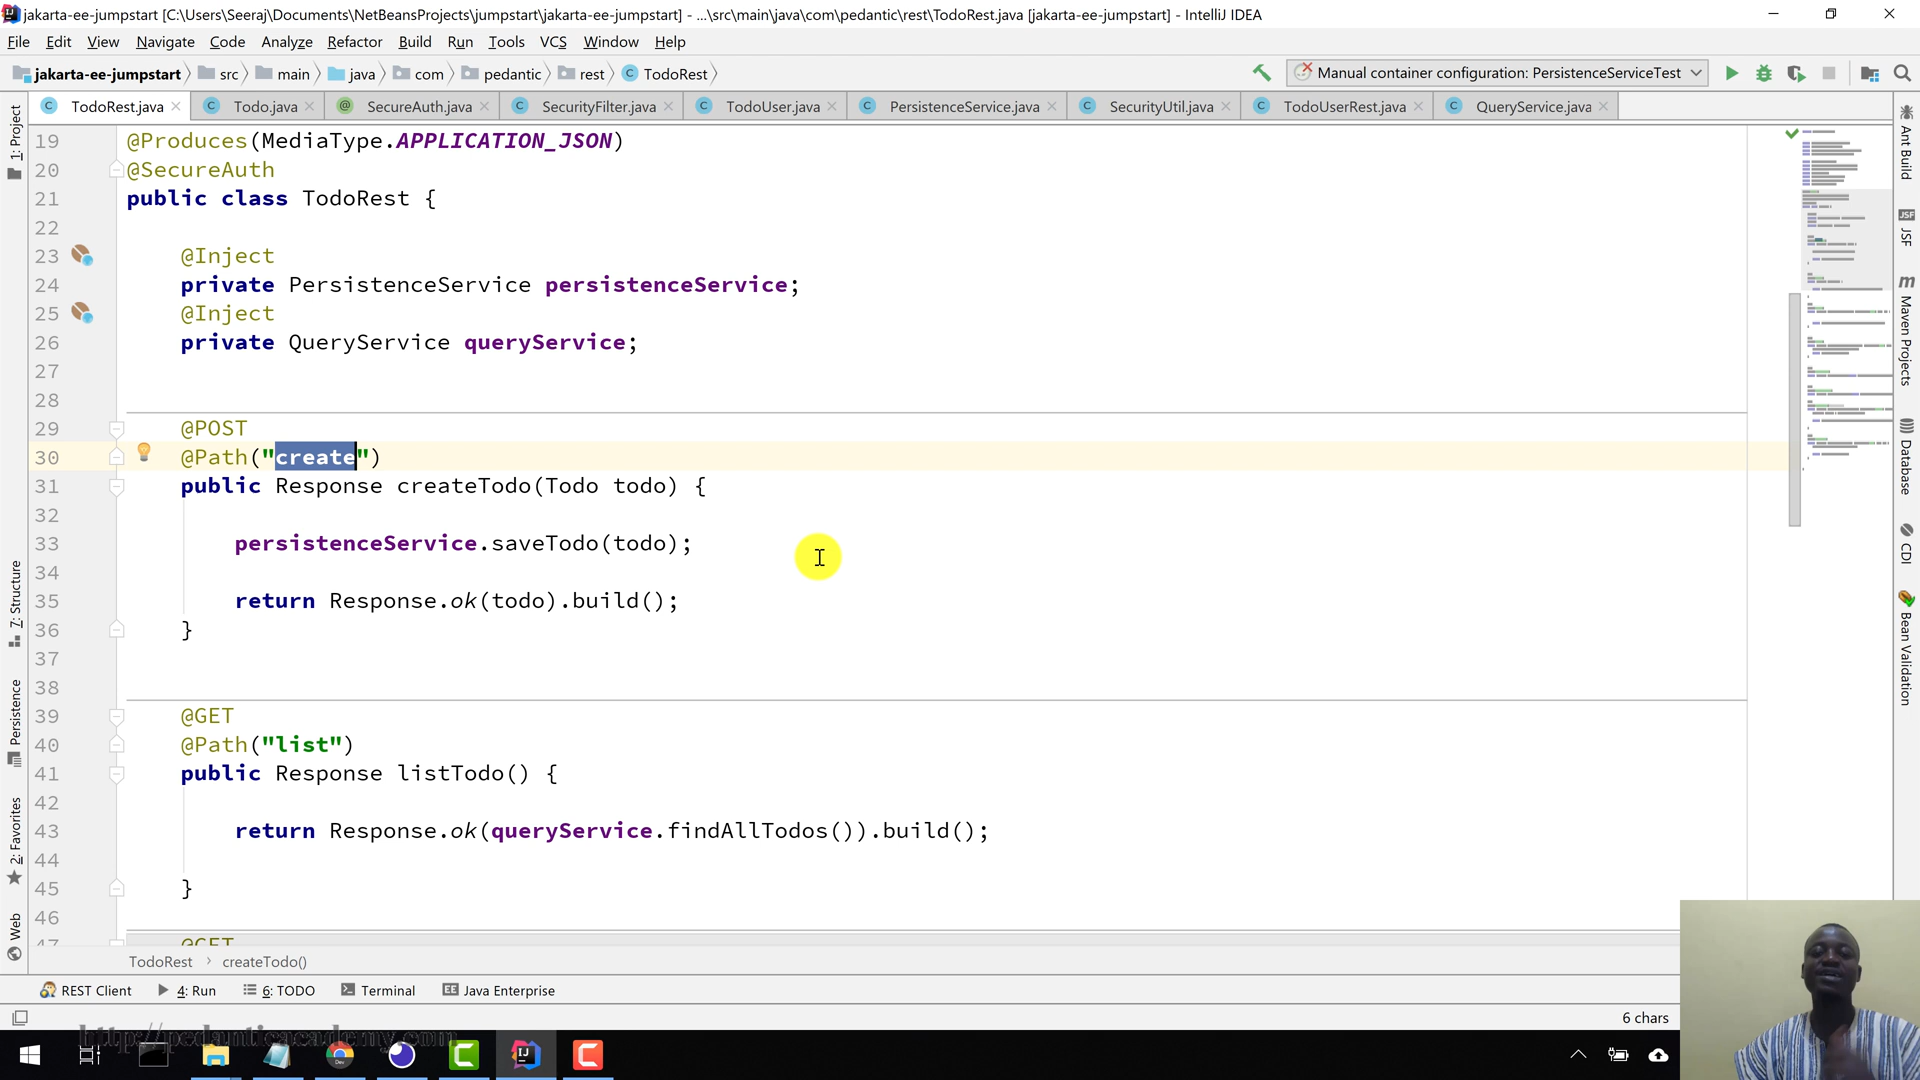 jakarta-ee-jumpstart [C:\Users\Seeraj\Documents\NetBeansProjects\jumpstart\jakarta-ee-jumpstart] - ...\src\main\java\com\pedantic\rest\TodoRest.java [jakarta-ee-jumpstart] - IntelliJ IDEA
File Edit View Navigate Code Analyze Refactor Build Run Tools VCS Window Help
jakarta-ee-jumpstart src main java com pedantic rest TodoRest Manual container configuration: PersistenceServiceTest
TodoRest.java Todo.java SecureAuth.java SecurityFilter.java TodoUser.java PersistenceService.java SecurityUtil.java TodoUserRest.java QueryService.java
19 @Produces(MediaType.APPLICATION_JSON)
20 @SecureAuth
21 public class TodoRest {
22
23 @Inject
24 private PersistenceService persistenceService;
25 @Inject
26 private QueryService queryService;
27
28
29 @POST
30 @Path("create")
31 public Response createTodo(Todo todo) {
32
33 persistenceService.saveTodo(todo);
34
35 return Response.ok(todo).build();
36 }
37
38
39 @GET
40 @Path("list")
41 public Response listTodo() {
42
43 return Response.ok(queryService.findAllTodos()).build();
44
45 }
46
47 @GET
TodoRest createTodo()
REST Client 4: Run 6: TODO Terminal Java Enterprise
6 chars
http://pedanticacademy.com
1: Project
7: Structure
Persistence
2: Favorites
Web
Ant Build
JSF
JSF
Maven Projects
Database
CDI
Bean Validation